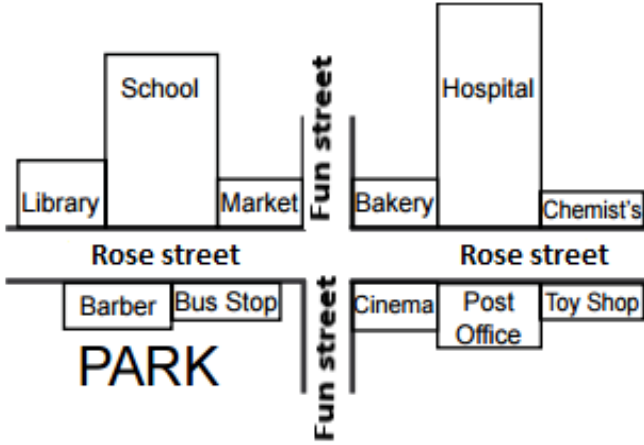 School
Hospital
Fun street
Library
Market
Bakery
Chemist's
Rose street
Rose street
Barber
Bus Stop
Cinema
Post
Office
Toy Shop
Fun street
PARK